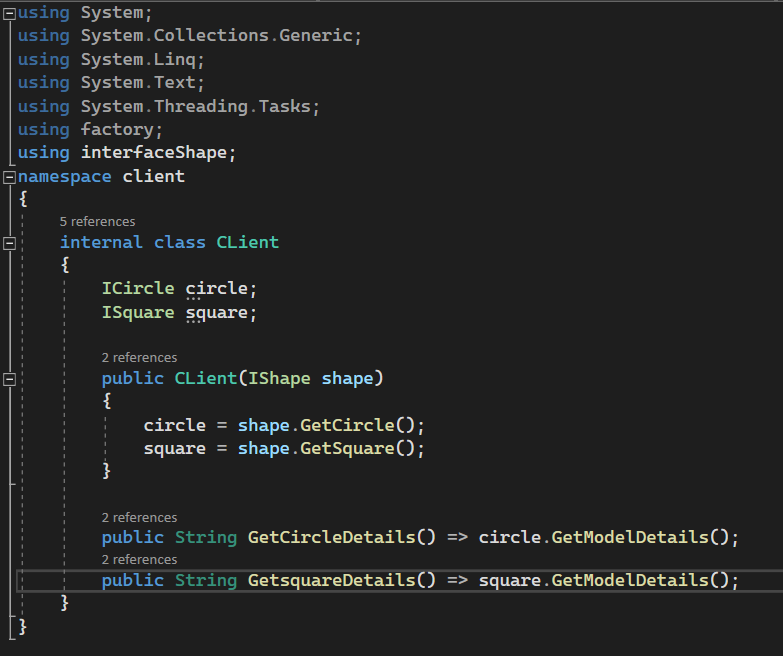 using System;
using System.Collections.Generic;
using System.Linq;
using System.Text;
using System.Threading.Tasks;
using factory;
using interfaceShape;
namespace client
{
5 references
internal class CLient
{
ICircle circle;
ISquare square;
2 references
public CLient(IShape shape)
{
circle = shape.GetCircle();
square = shape.GetSquare();
}
2 references
public String GetCircleDetails() => circle.GetModelDetails();
2 references
public String GetsquareDetails() => square.GetModelDetails();
}
}